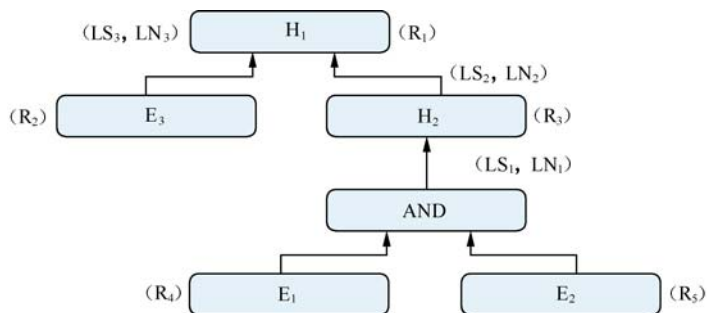 (LS₃, LN₃) H₁ (R₁)
(LS₂, LN₂)
(R₂) E₃ H₂ (R₃)
(LS₁, LN₁)
AND
(R₄) E₁ E₂ (R₅)